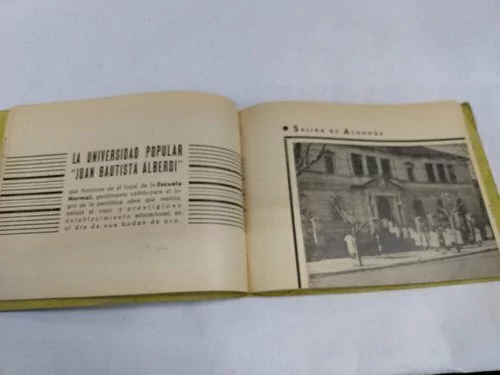 LA UNIVERSIDAD POPULAR
"JUAN BAUTISTA ALBERDI"
que funciona en el local de la Escuela
Normal, gentilmente cedido para el lo-
gro de la patriótica obra que realiza,
saluda al viejo y prestigioso
establecimiento educacional, en
el día de sus bodas de oro.
SALIDA DE ALUMNOS